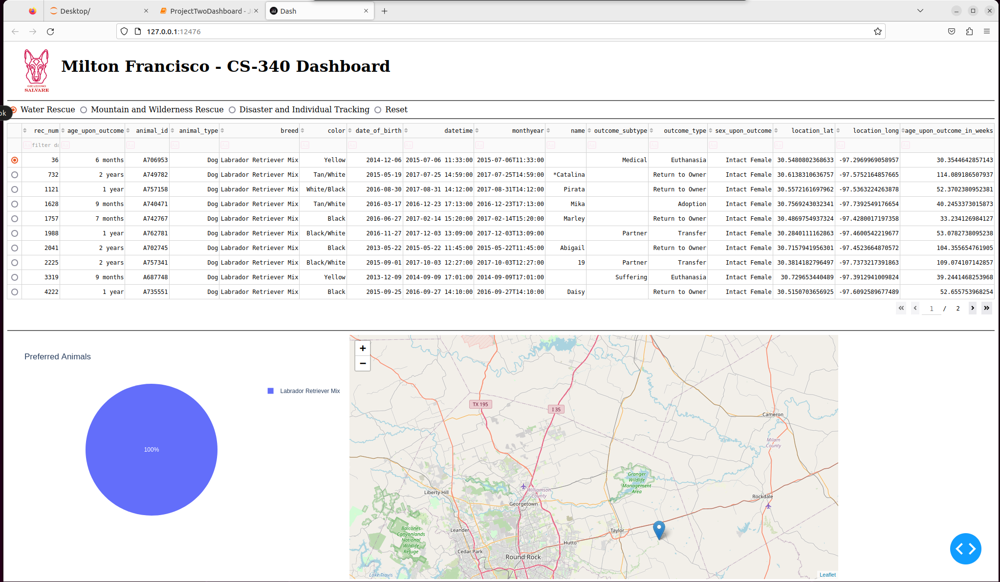 Desktop/
ProjectTwoDashboard - J
Dash
127.0.0.1:12476
GRAZIOSO
SALVARE
Milton Francisco - CS-340 Dashboard
ok
Water Rescue Mountain and Wilderness Rescue Disaster and Individual Tracking Reset
rec_num age_upon_outcome animal_id animal_type breed color date_of_birth datetime monthyear name outcome_subtype outcome_type sex_upon_outcome location_lat location_long age_upon_outcome_in_weeks
Aa filter da Aa Aa Aa Aa Aa Aa Aa Aa Aa Aa Aa Aa Aa Aa Aa
36 6 months A706953 Dog Labrador Retriever Mix Yellow 2014-12-06 2015-07-06 11:33:00 2015-07-06T11:33:00 Medical Euthanasia Intact Female 30.5480802368633 -97.2969969058957 30.3544642857143
732 2 years A749782 Dog Labrador Retriever Mix Tan/White 2015-05-19 2017-07-25 14:59:00 2017-07-25T14:59:00 *Catalina Return to Owner Intact Female 30.6138310636757 -97.5752164857665 114.089186507937
1121 1 year A757158 Dog Labrador Retriever Mix White/Black 2016-08-30 2017-08-31 14:12:00 2017-08-31T14:12:00 Pirata Return to Owner Intact Female 30.5572161697962 -97.5363224263878 52.3702380952381
1628 9 months A740471 Dog Labrador Retriever Mix Tan/White 2016-03-17 2016-12-23 17:13:00 2016-12-23T17:13:00 Mika Adoption Intact Female 30.7569243032341 -97.7392549176654 40.2453373015873
1757 7 months A742767 Dog Labrador Retriever Mix Black 2016-06-27 2017-02-14 15:20:00 2017-02-14T15:20:00 Marley Return to Owner Intact Female 30.4869754937324 -97.4280017197358 33.234126984127
1988 1 year A762781 Dog Labrador Retriever Mix Black/White 2016-11-27 2017-12-03 13:09:00 2017-12-03T13:09:00 Partner Transfer Intact Female 30.2840111162863 -97.4600542219677 53.0782738095238
2041 2 years A702745 Dog Labrador Retriever Mix Black 2013-05-22 2015-05-22 11:45:00 2015-05-22T11:45:00 Abigail Return to Owner Intact Female 30.7157941956301 -97.4523664870572 104.355654761905
2225 2 years A757341 Dog Labrador Retriever Mix Black/White 2015-09-01 2017-10-03 12:27:00 2017-10-03T12:27:00 19 Partner Transfer Intact Female 30.3814182796497 -97.7373217391863 109.074107142857
3319 9 months A687748 Dog Labrador Retriever Mix Yellow 2013-12-09 2014-09-09 17:01:00 2014-09-09T17:01:00 Suffering Euthanasia Intact Female 30.729653440489 -97.3912941009824 39.2441468253968
4222 1 year A735551 Dog Labrador Retriever Mix Black 2015-09-25 2016-09-27 14:10:00 2016-09-27T14:10:00 Daisy Return to Owner Intact Female 30.5150703656925 -97.6092589677489 52.655753968254
1 / 2
Preferred Animals
Labrador Retriever Mix
100%
+
−
TX 195
I 35
Cameron
Milam
County
Granger
Wildlife
Management
Area
Williamson
County
Liberty Hill
Georgetown
Rockdale
Leander
Taylor
Balcones
Canyonlands
National
Wildlife
Refuge
Hutto
Cedar Park
Round Rock
Lake Travis
Leaflet